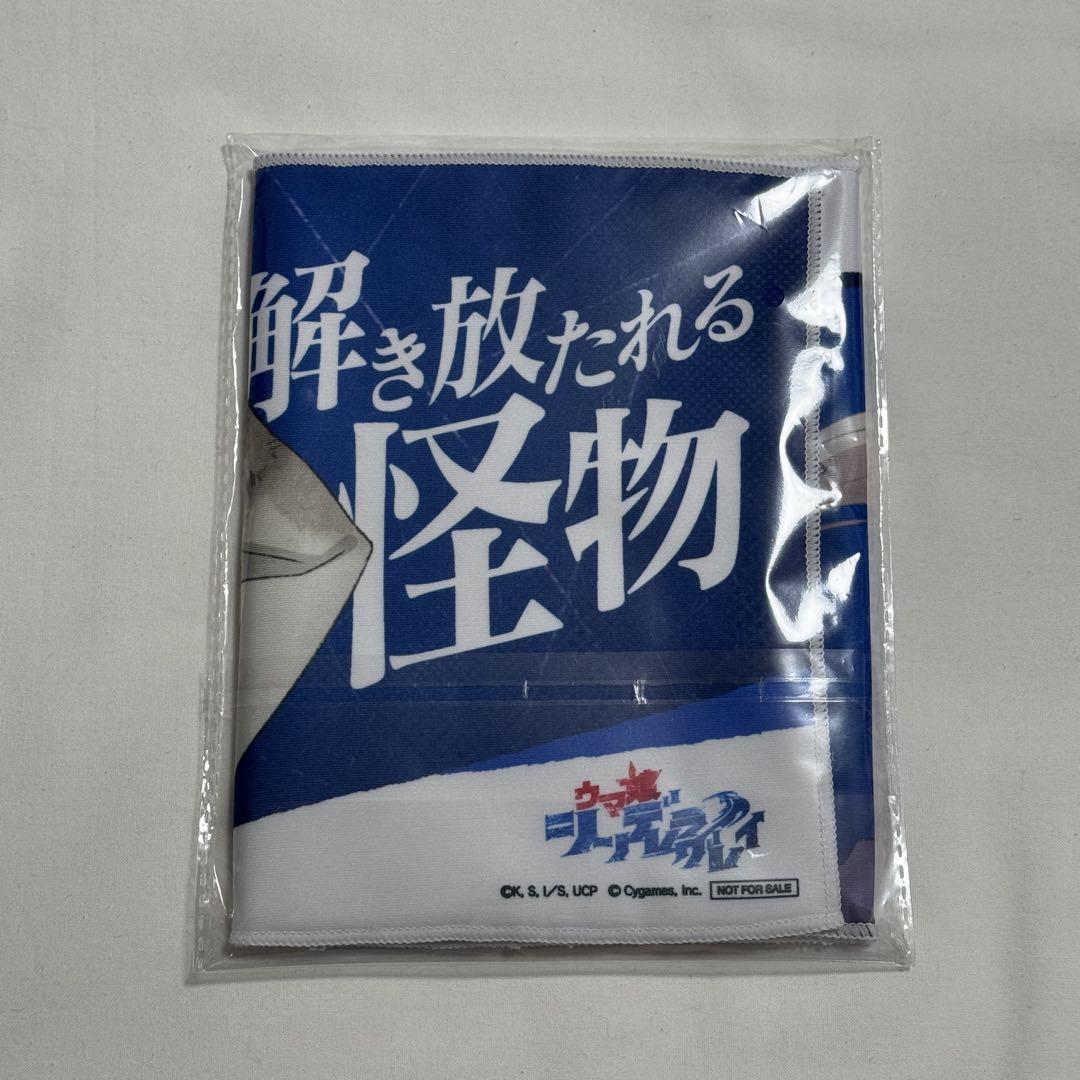 解き放たれる
怪物
ウマ娘
シンデレラグレイ
©K, S, I/S, UCP © Cygames, Inc. NOT FOR SALE